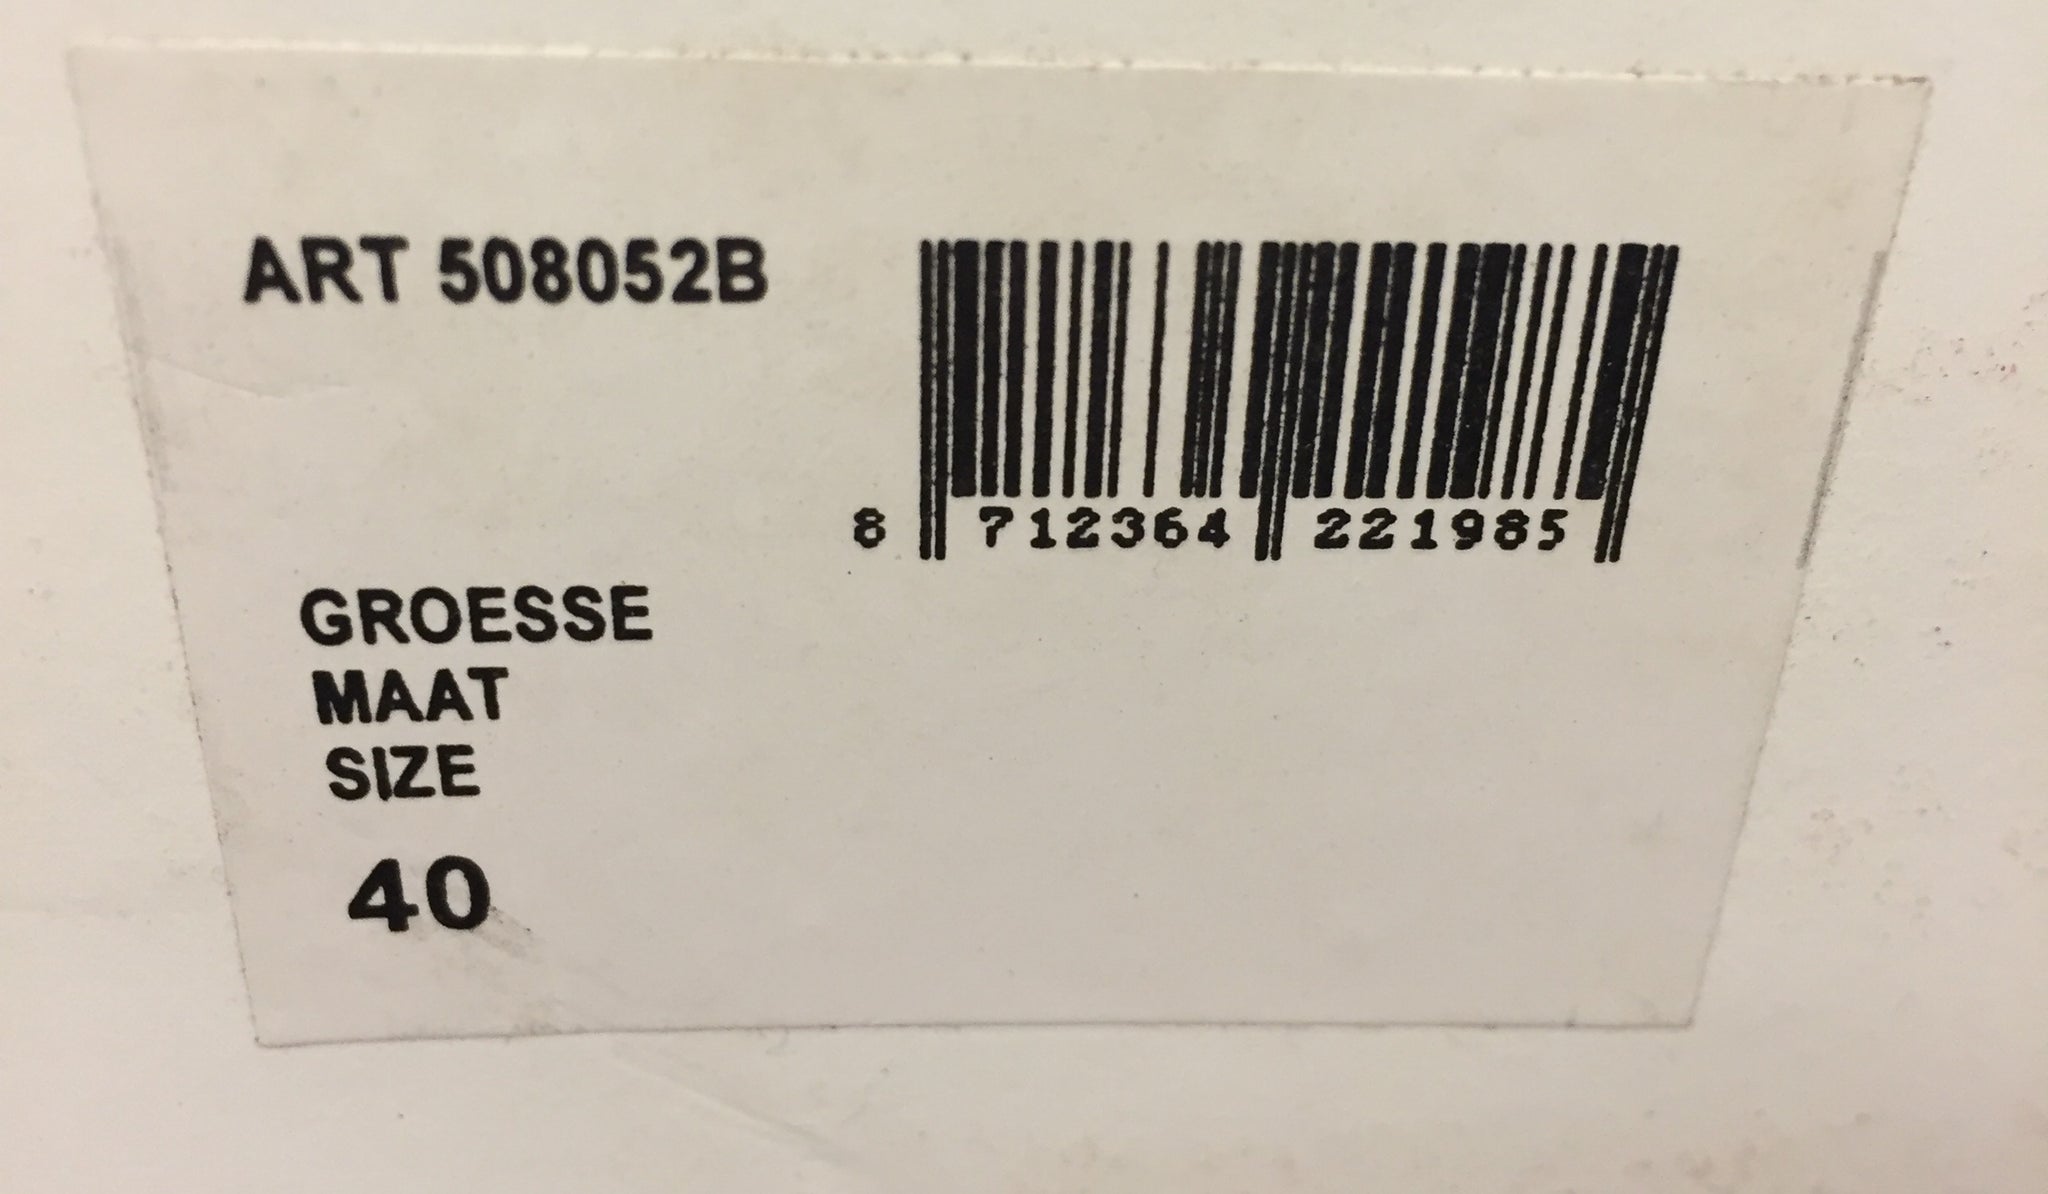 ART 508052B
8 712364 221985
GROESSE
MAAT
SIZE
40